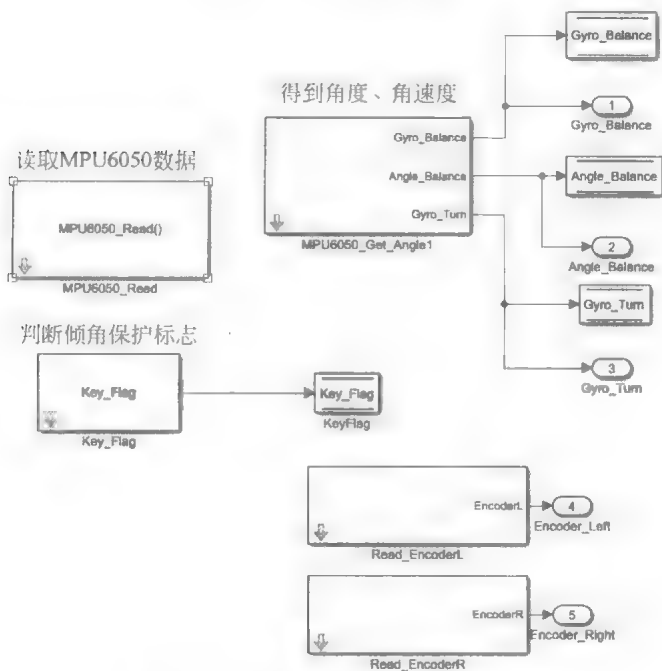 Gyro_Balance
得到角度、角速度
Gyro_Balance
1
Gyro_Balance
读取MPU6050数据
Angle_Balance
Angle_Balance
MPU6050_Read()
Gyro_Turn
MPU6050_Get_Angle1
2
Angle_Balance
MPU6050_Read
Gyro_Turn
判断倾角保护标志
3
Gyro_Turn
Key_Flag
Key_Flag
KeyFlag
Key_Flag
EncoderL
4
Encoder_Left
Read_EncoderL
EncoderR
5
Encoder_Right
Read_EncoderR